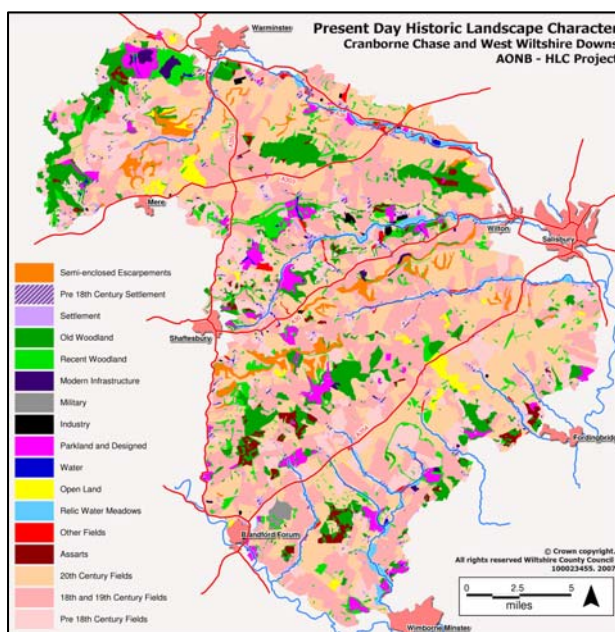 Present Day Historic Landscape Character
Cranborne Chase and West Wiltshire Downs
AONB - HLC Project
Warminster
A350
A303
Mere
Wilton
Salisbury
Shaftesbury
Semi-enclosed Escarpements
Pre 18th Century Settlement
Settlement
Old Woodland
Recent Woodland
Modern Infrastructure
Military
Industry
Parkland and Designed
Water
Open Land
Relic Water Meadows
Other Fields
Assarts
20th Century Fields
18th and 19th Century Fields
Pre 18th Century Fields
A354
Fordingbridge
Blandford Forum
Wimborne Minster
© Crown copyright.
All rights reserved Wiltshire County Council
100023455. 2007
0 2.5 5
miles